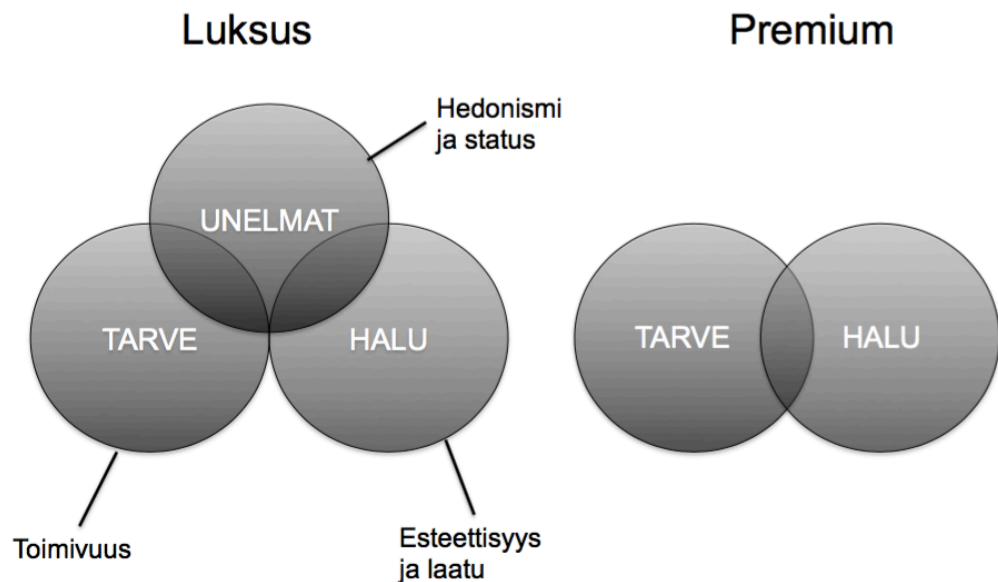 Luksus
Premium
Hedonismi
ja status
UNELMAT
TARVE
HALU
TARVE
HALU
Toimivuus
Esteettisyys
ja laatu